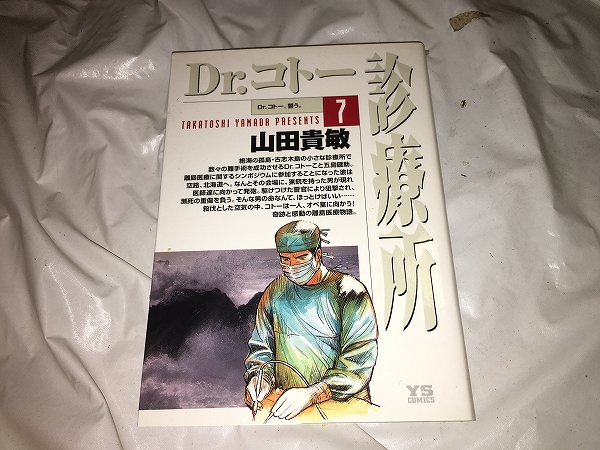 Dr.コトー
診療所
Dr.コトー、誓う。
7
TAKATOSHI YAMADA PRESENTS
山田貴敏
絶海の孤島・古志木島の小さな診療所で
数々の難手術を成功させるDr.コトーこと五島健助。
離島医療に関するシンポジウムに参加することになった彼は
空路、北海道へ。なんとその会場に、猟銃を持った男が現れ
医師達に向かって発砲。駆けつけた警官により狙撃され、
瀕死の重傷を負う。そんな男の命なんて、ほっとけばいい……
殺伐とした空気の中、コトーは一人、オペ室に向かう!
奇跡と感動の離島医療物語。
YS
COMICS